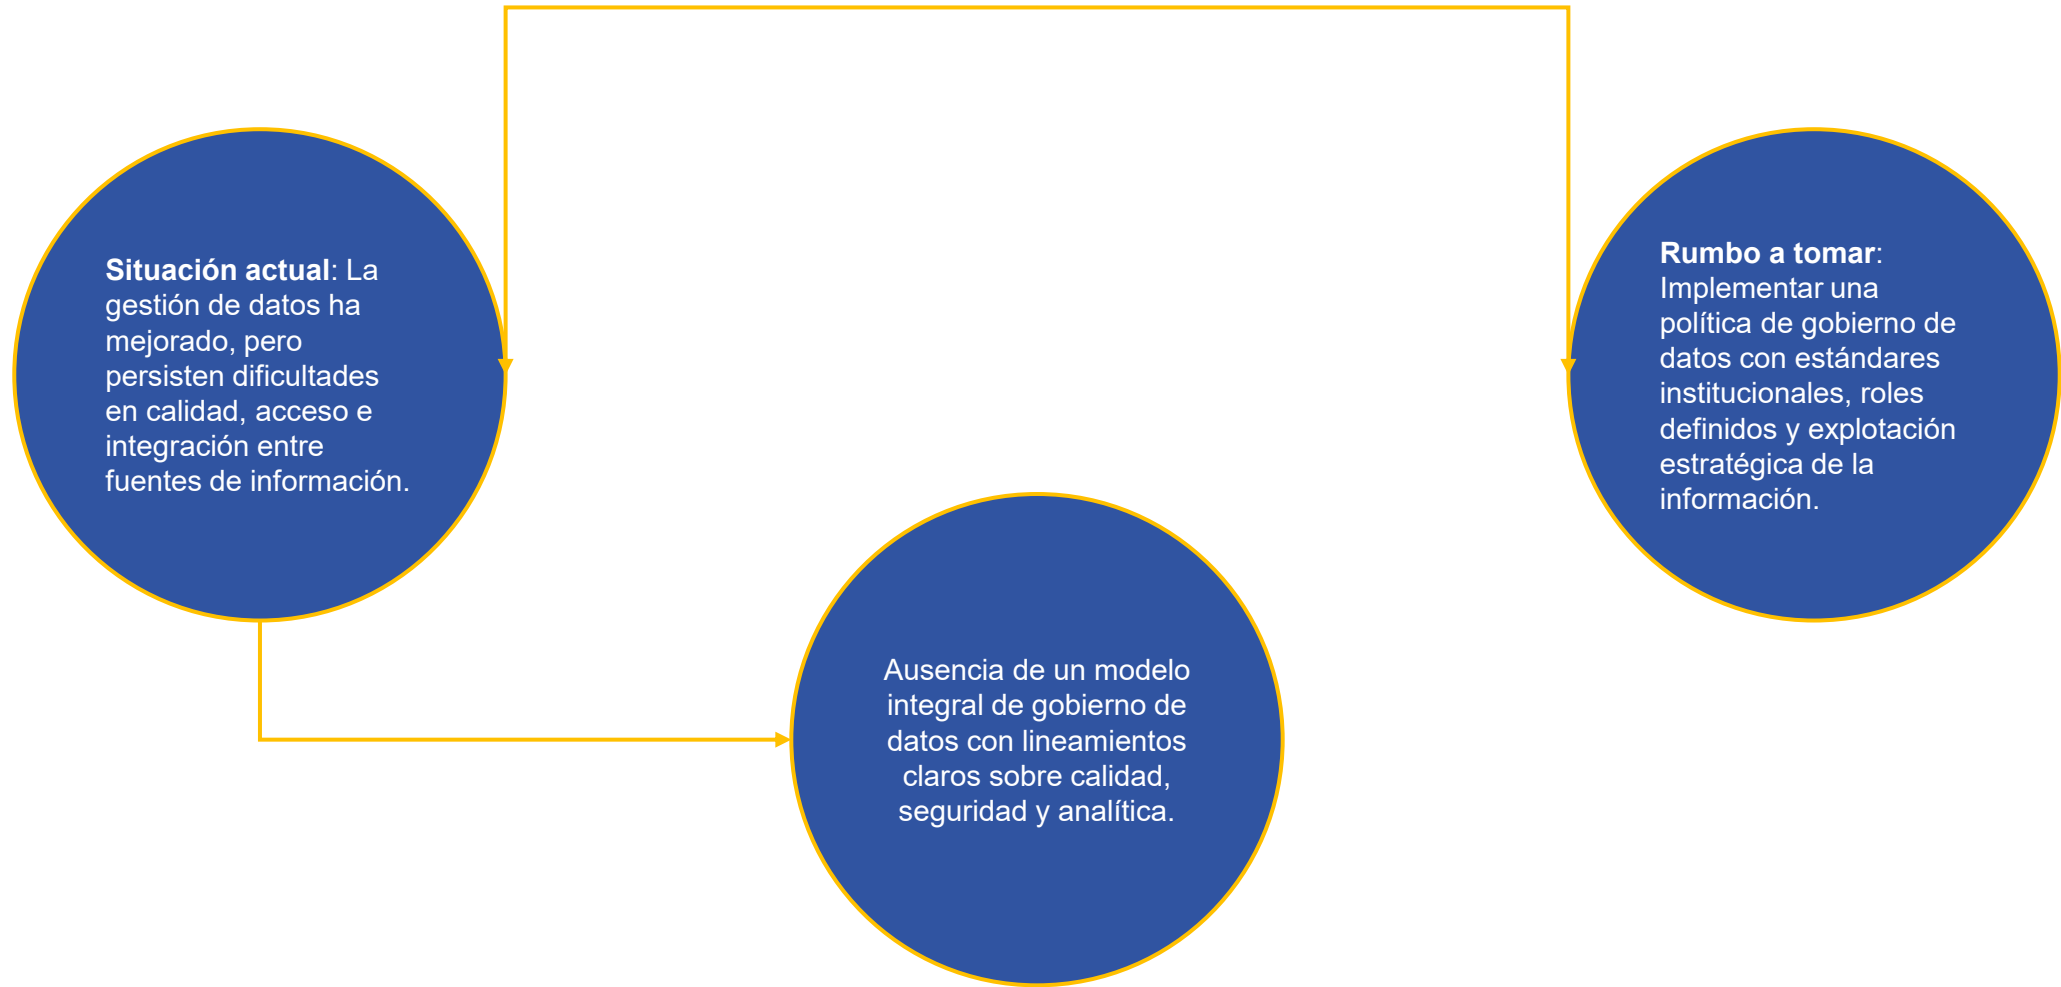 Situación actual: La
gestión de datos ha
mejorado, pero
persisten dificultades
en calidad, acceso e
integración entre
fuentes de información.
Ausencia de un modelo
integral de gobierno de
datos con lineamientos
claros sobre calidad,
seguridad y analítica.
Rumbo a tomar:
Implementar una
política de gobierno de
datos con estándares
institucionales, roles
definidos y explotación
estratégica de la
información.